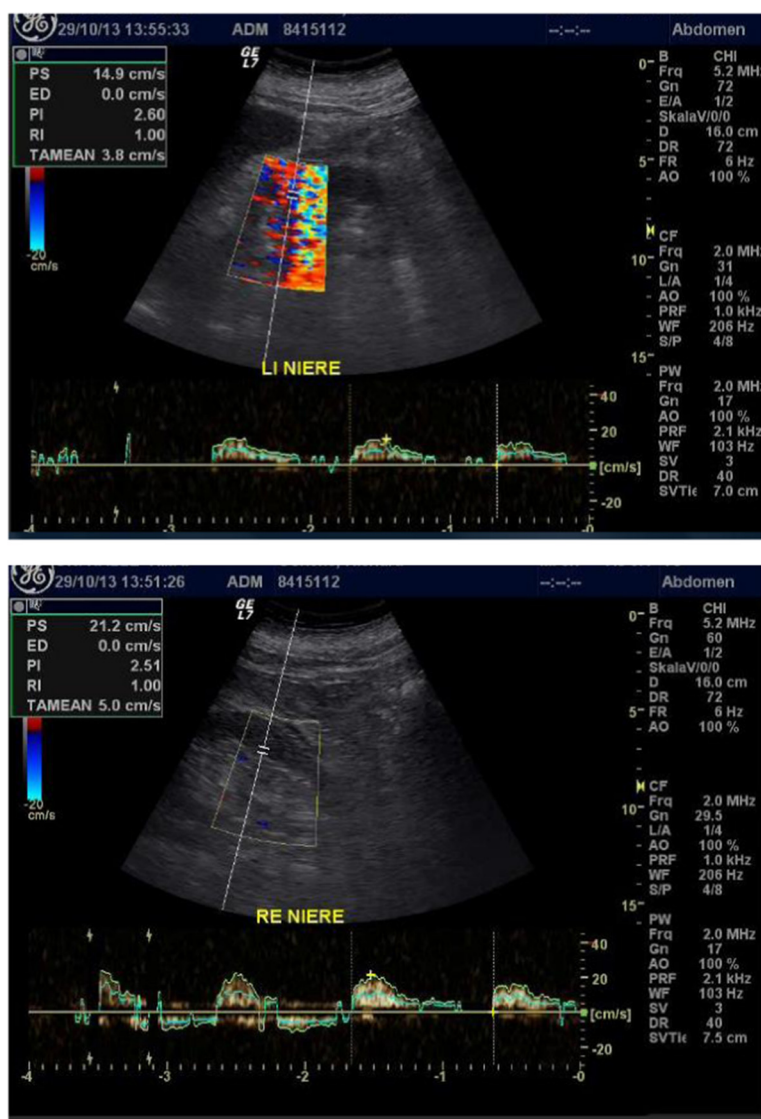 29/10/13 13:55:33 ADM 8415112 --:--:-- Abdomen
PS 14.9 cm/s
ED 0.0 cm/s
PI 2.60
RI 1.00
TAMEAN 3.8 cm/s
-20
cm/s
GE
L7
LI NIERE
0
5
10
15
B CHI
Frq 5.2 MHz
Gn 72
E/A 1/2
SkalaV/0/0
D 16.0 cm
DR 72
FR 6 Hz
AO 100 %
CF
Frq 2.0 MHz
Gn 31
L/A 1/4
AO 100 %
PRF 1.0 kHz
WF 206 Hz
S/P 4/8
PW
Frq 2.0 MHz
Gn 17
AO 100 %
PRF 2.1 kHz
WF 103 Hz
SV 3
DR 40
SVTie 7.0 cm
40
20
[cm/s]
-20
-4 -3 -2 -1 0
29/10/13 13:51:26 ADM 8415112 --:--:-- Abdomen
PS 21.2 cm/s
ED 0.0 cm/s
PI 2.51
RI 1.00
TAMEAN 5.0 cm/s
-20
cm/s
GE
L7
RE NIERE
0
5
10
15
B CHI
Frq 5.2 MHz
Gn 60
E/A 1/2
SkalaV/0/0
D 16.0 cm
DR 72
FR 6 Hz
AO 100 %
CF
Frq 2.0 MHz
Gn 29.5
L/A 1/4
AO 100 %
PRF 1.0 kHz
WF 206 Hz
S/P 4/8
PW
Frq 2.0 MHz
Gn 17
AO 100 %
PRF 2.1 kHz
WF 103 Hz
SV 3
DR 40
SVTie 7.5 cm
40
20
[cm/s]
-20
-4 -3 -2 -1 0